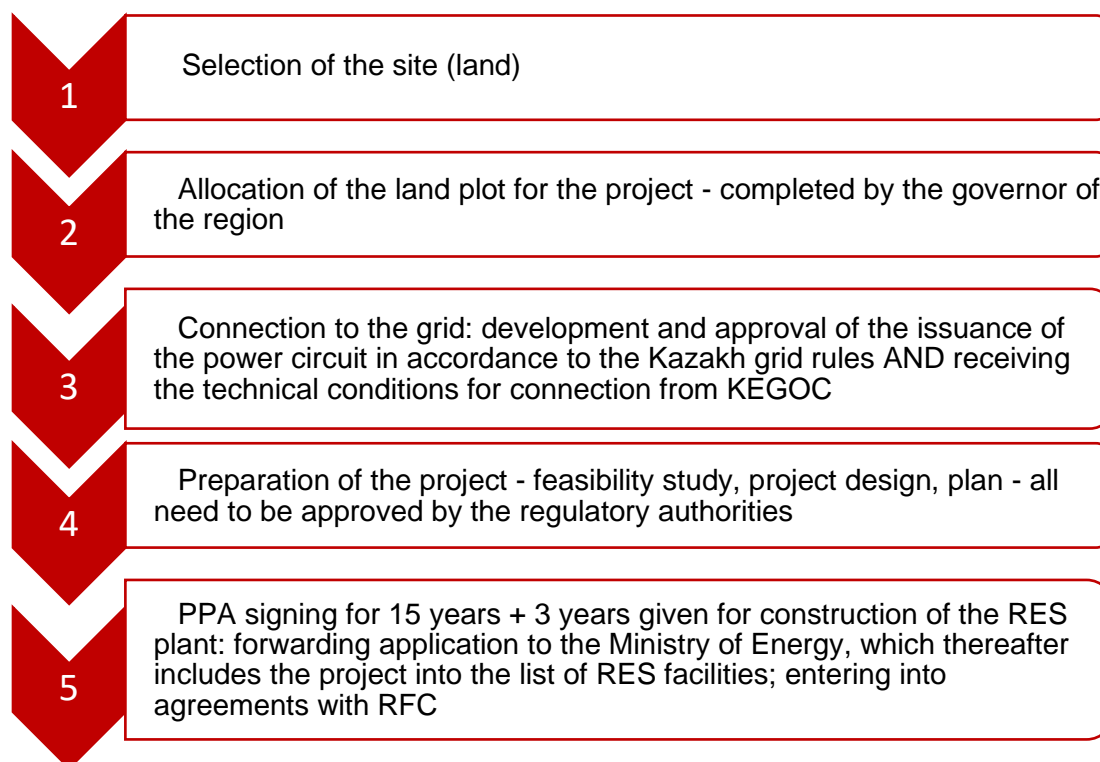 1
Selection of the site (land)
2
Allocation of the land plot for the project - completed by the governor of
the region
3
Connection to the grid: development and approval of the issuance of
the power circuit in accordance to the Kazakh grid rules AND receiving
the technical conditions for connection from KEGOC
4
Preparation of the project - feasibility study, project design, plan - all
need to be approved by the regulatory authorities
5
PPA signing for 15 years + 3 years given for construction of the RES
plant: forwarding application to the Ministry of Energy, which thereafter
includes the project into the list of RES facilities; entering into
agreements with RFC